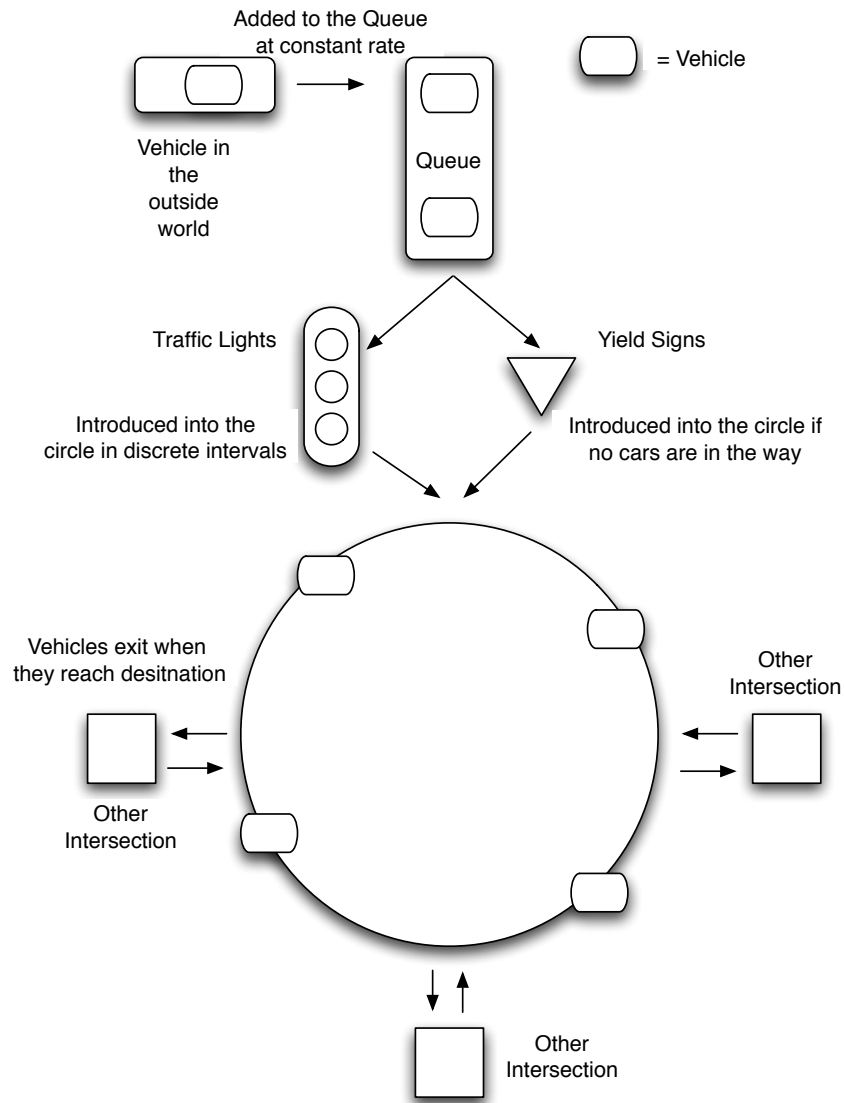 Added to the Queue
at constant rate
= Vehicle
Vehicle in
the
outside
world
Queue
Traffic Lights
Yield Signs
Introduced into the
circle in discrete intervals
Introduced into the circle if
no cars are in the way
Vehicles exit when
they reach desitnation
Other
Intersection
Other
Intersection
Other
Intersection